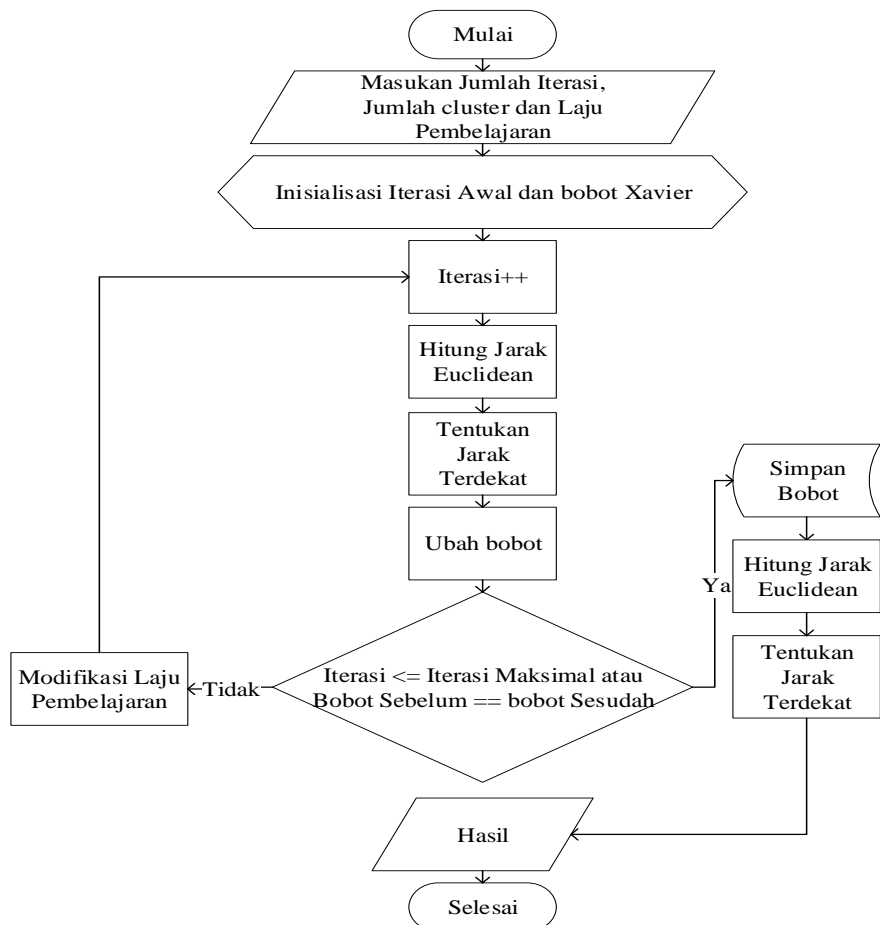 Mulai
Masukan Jumlah Iterasi,
Jumlah cluster dan Laju
Pembelajaran
Inisialisasi Iterasi Awal dan bobot Xavier
Iterasi++
Hitung Jarak
Euclidean
Tentukan
Jarak
Terdekat
Ubah bobot
Iterasi <= Iterasi Maksimal atau
Bobot Sebelum == bobot Sesudah
Tidak
Modifikasi Laju
Pembelajaran
Ya
Simpan
Bobot
Hitung Jarak
Euclidean
Tentukan
Jarak
Terdekat
Hasil
Selesai